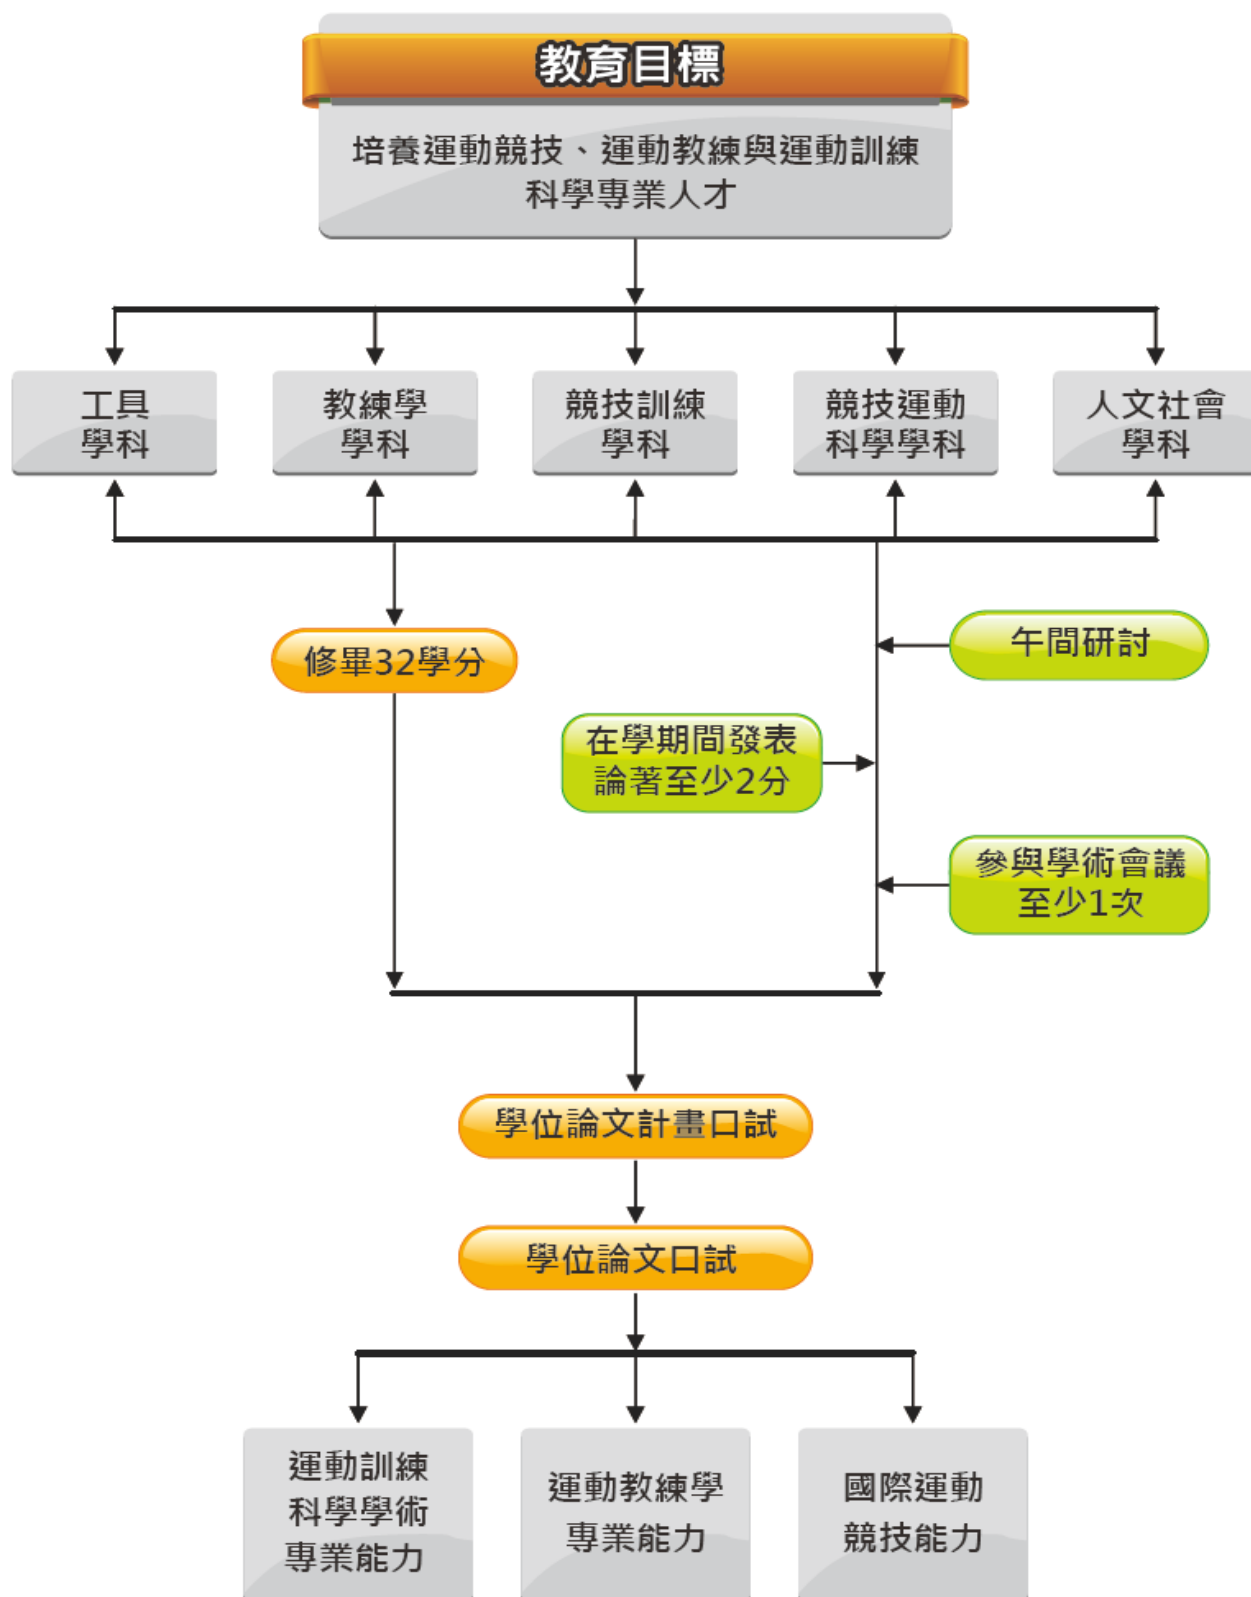 教育目標
培養運動競技、運動教練與運動訓練
科學專業人才
工具
學科
教練學
學科
競技訓練
學科
競技運動
科學學科
人文社會
學科
修畢32學分
午間研討
在學期間發表
論著至少2分
參與學術會議
至少1次
學位論文計畫口試
學位論文口試
運動訓練
科學學術
專業能力
運動教練學
專業能力
國際運動
競技能力